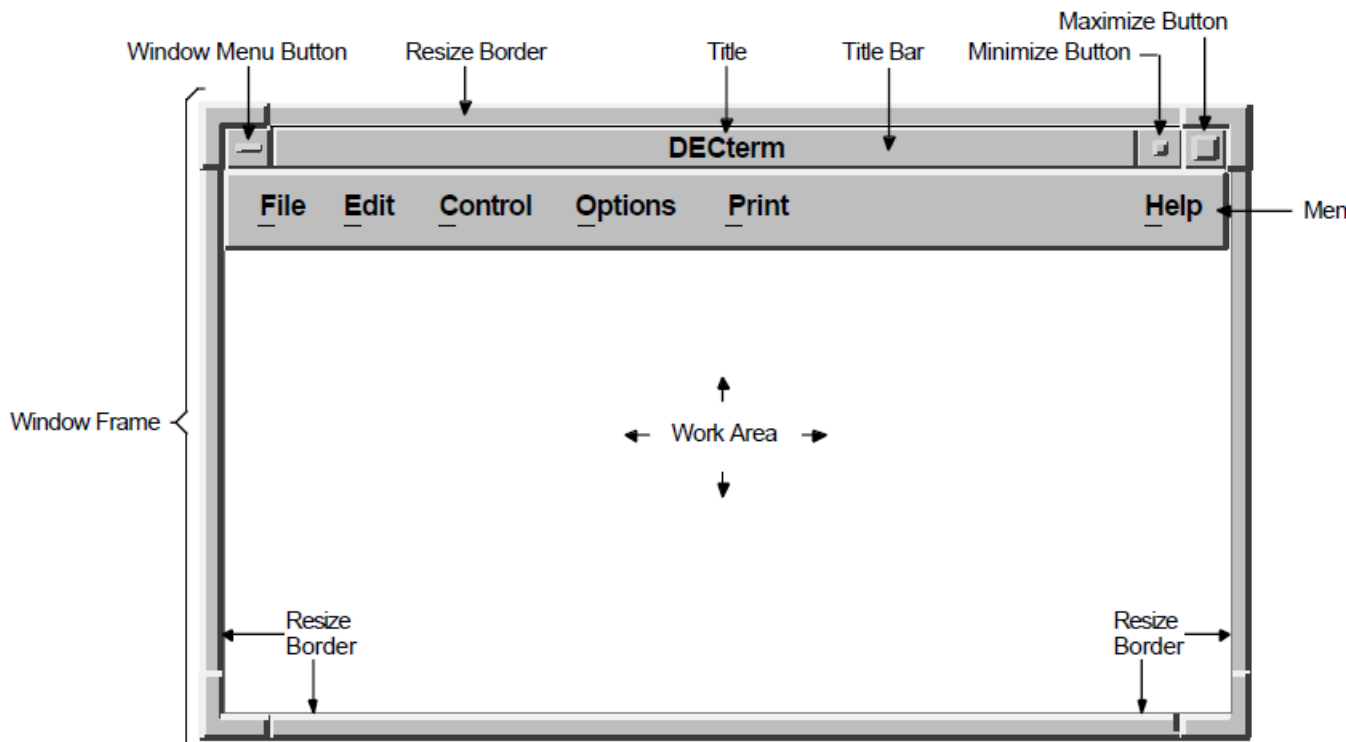 Maximize Button
Window Menu Button Resize Border Title Title Bar Minimize Button
DECterm
File Edit Control Options Print Help
Men
Window Frame
Work Area
Resize
Border
Resize
Border